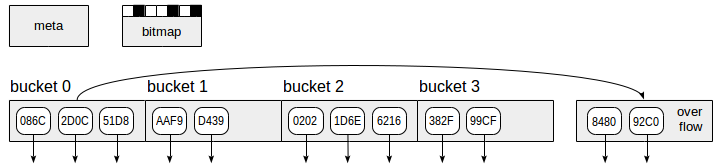 meta
bitmap
bucket 0 bucket 1 bucket 2 bucket 3
086C 2D0C 51D8 AAF9 D439 0202 1D6E 6216 382F 99CF 8480 92C0
over
flow